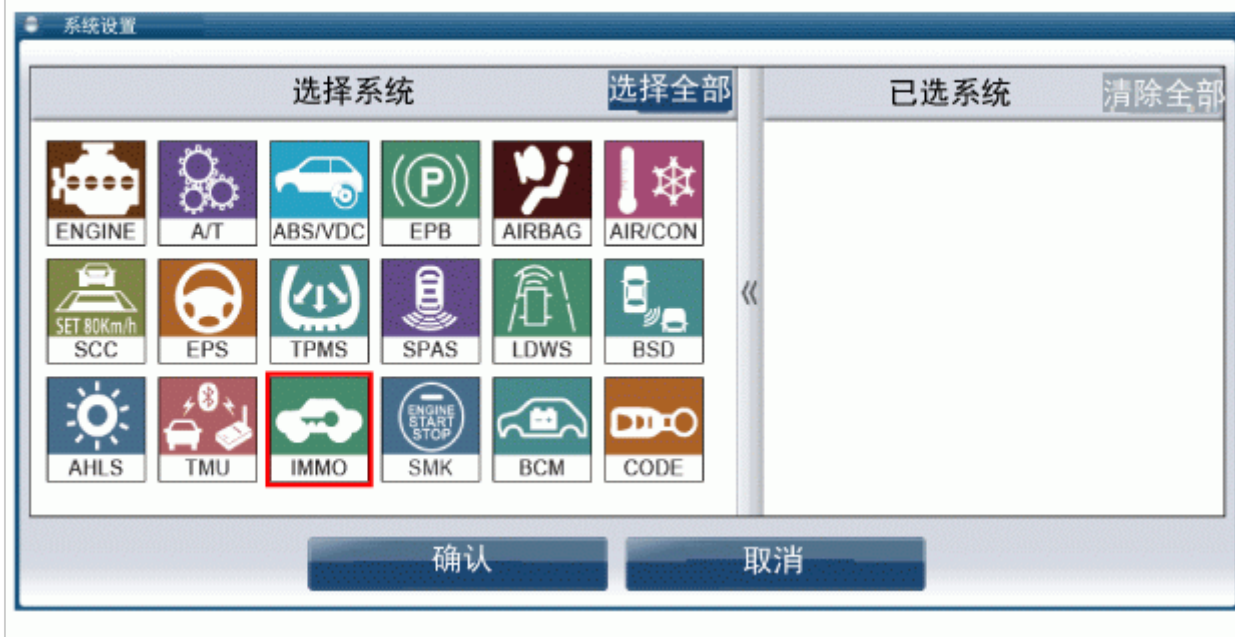 系统设置
选择系统 选择全部 已选系统 清除全部
ENGINE A/T ABS/VDC EPB AIRBAG AIR/CON
SET 80Km/h
SCC EPS TPMS SPAS LDWS BSD
ENGINE START STOP
AHLS TMU IMMO SMK BCM CODE
确认 取消